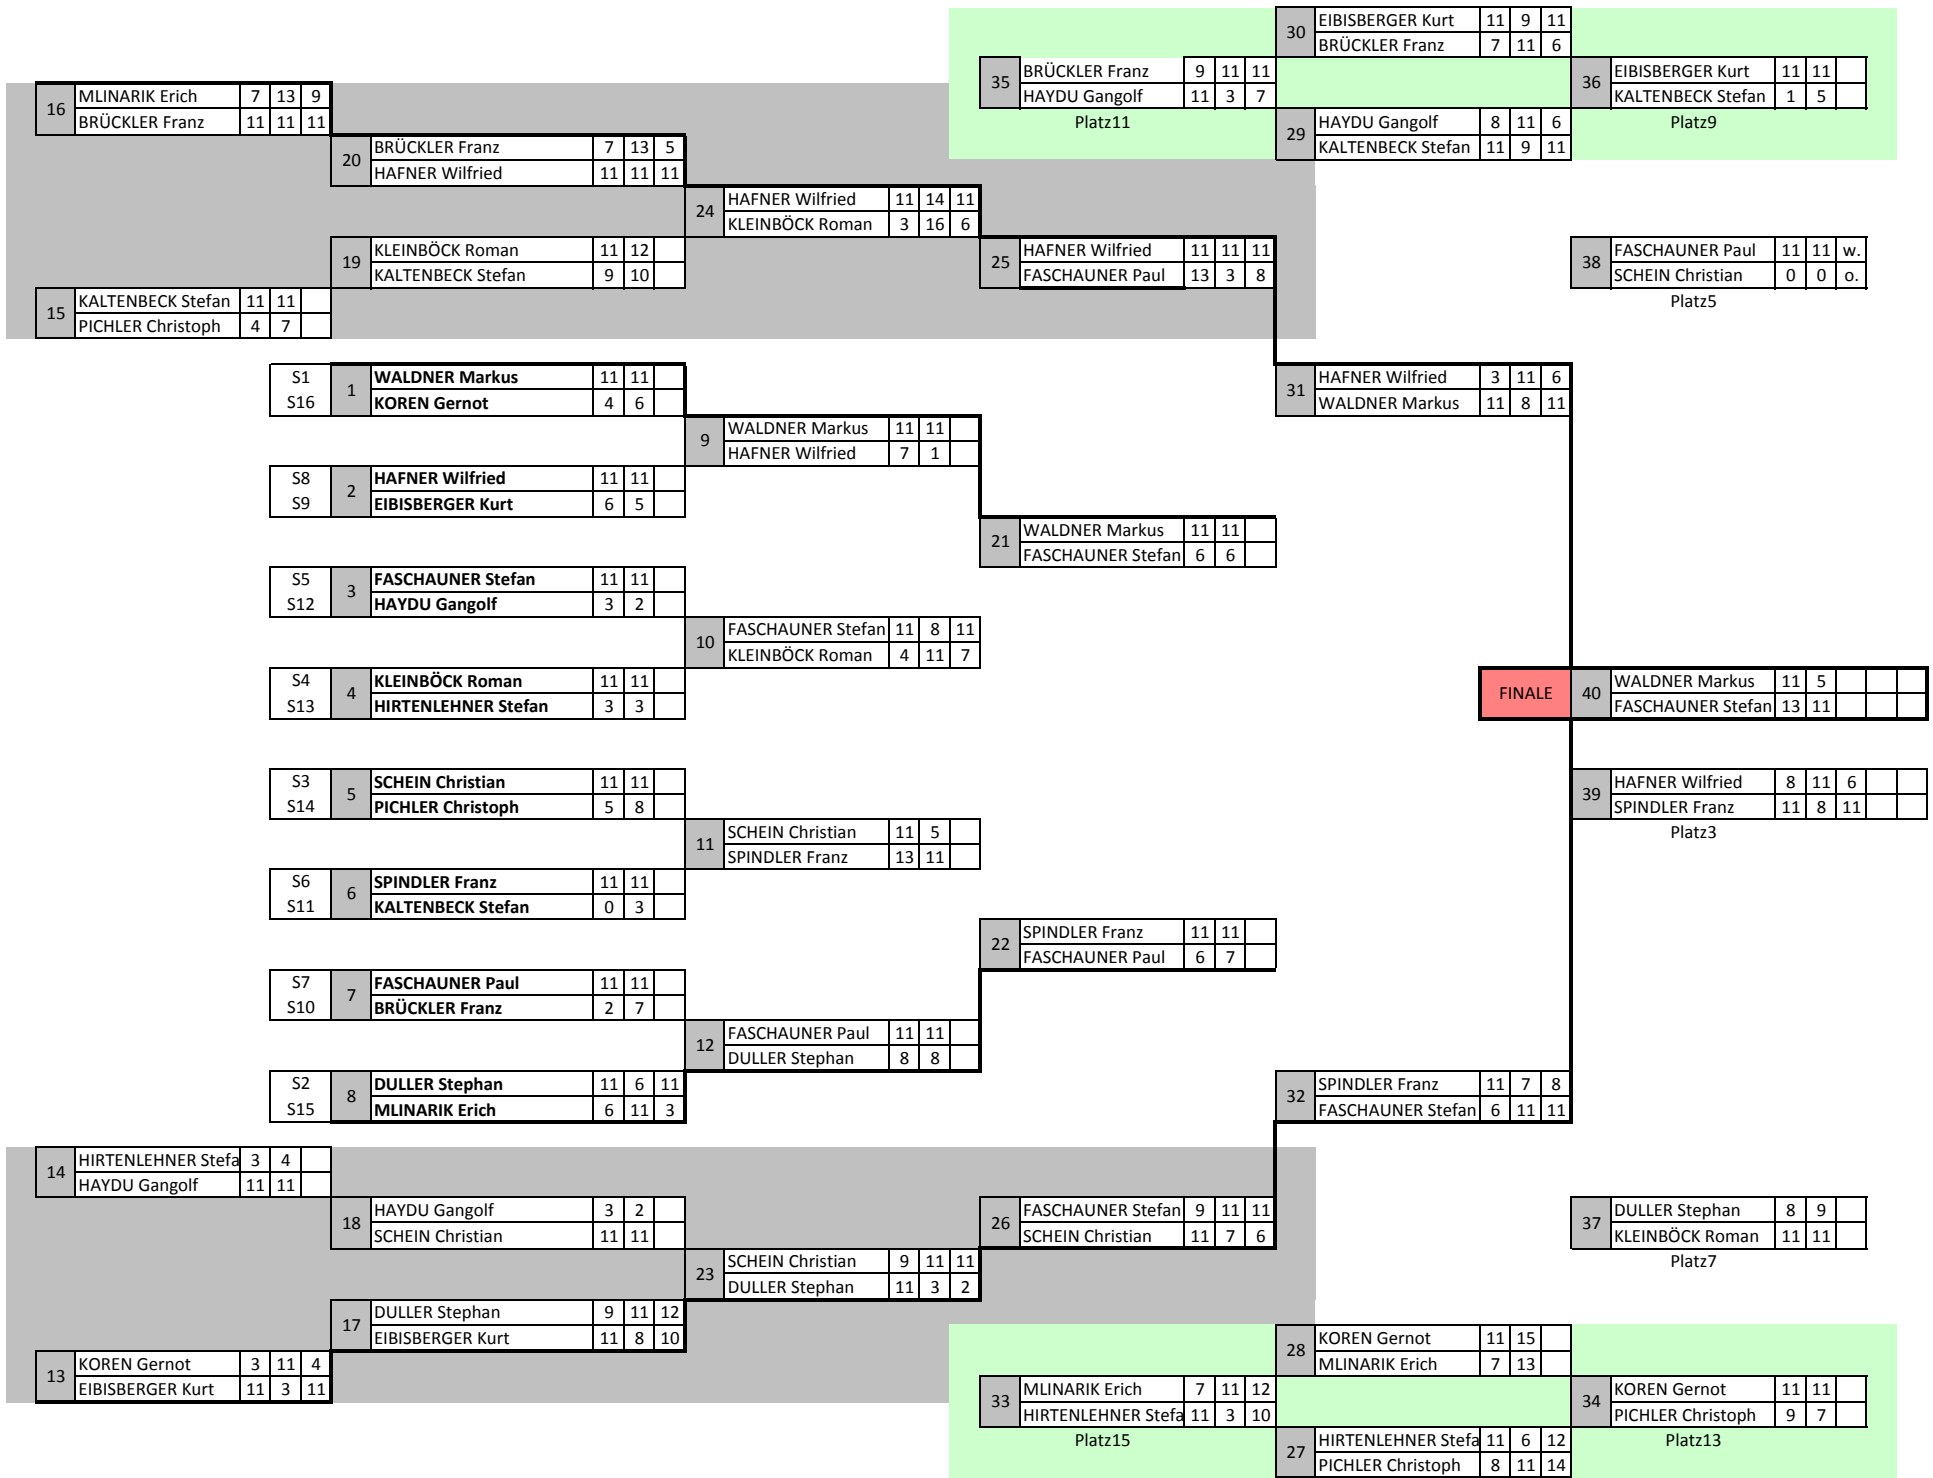 30 EIBISBERGER Kurt 11 9 11
BRÜCKLER Franz 7 11 6
35 BRÜCKLER Franz 9 11 11
HAYDU Gangolf 11 3 7
Platz11
36 EIBISBERGER Kurt 11 11
KALTENBECK Stefan 1 5
Platz9
29 HAYDU Gangolf 8 11 6
KALTENBECK Stefan 11 9 11
16 MLINARIK Erich 7 13 9
BRÜCKLER Franz 11 11 11
20 BRÜCKLER Franz 7 13 5
HAFNER Wilfried 11 11 11
24 HAFNER Wilfried 11 14 11
KLEINBÖCK Roman 3 16 6
19 KLEINBÖCK Roman 11 12
KALTENBECK Stefan 9 10
25 HAFNER Wilfried 11 11 11
FASCHAUNER Paul 13 3 8
38 FASCHAUNER Paul 11 11 w.
SCHEIN Christian 0 0 o.
Platz5
15 KALTENBECK Stefan 11 11
PICHLER Christoph 4 7
S1 1 WALDNER Markus 11 11
S16 KOREN Gernot 4 6
31 HAFNER Wilfried 3 11 6
WALDNER Markus 11 8 11
9 WALDNER Markus 11 11
HAFNER Wilfried 7 1
S8 2 HAFNER Wilfried 11 11
S9 EIBISBERGER Kurt 6 5
21 WALDNER Markus 11 11
FASCHAUNER Stefan 6 6
S5 3 FASCHAUNER Stefan 11 11
S12 HAYDU Gangolf 3 2
10 FASCHAUNER Stefan 11 8 11
KLEINBÖCK Roman 4 11 7
S4 4 KLEINBÖCK Roman 11 11
S13 HIRTENLEHNER Stefan 3 3
FINALE 40 WALDNER Markus 11 5
FASCHAUNER Stefan 13 11
S3 5 SCHEIN Christian 11 11
S14 PICHLER Christoph 5 8
39 HAFNER Wilfried 8 11 6
SPINDLER Franz 11 8 11
Platz3
11 SCHEIN Christian 11 5
SPINDLER Franz 13 11
S6 6 SPINDLER Franz 11 11
S11 KALTENBECK Stefan 0 3
22 SPINDLER Franz 11 11
FASCHAUNER Paul 6 7
S7 7 FASCHAUNER Paul 11 11
S10 BRÜCKLER Franz 2 7
12 FASCHAUNER Paul 11 11
DULLER Stephan 8 8
S2 8 DULLER Stephan 11 6 11
S15 MLINARIK Erich 6 11 3
32 SPINDLER Franz 11 7 8
FASCHAUNER Stefan 6 11 11
14 HIRTENLEHNER Stefa 3 4
HAYDU Gangolf 11 11
18 HAYDU Gangolf 3 2
SCHEIN Christian 11 11
26 FASCHAUNER Stefan 9 11 11
SCHEIN Christian 11 7 6
37 DULLER Stephan 8 9
KLEINBÖCK Roman 11 11
Platz7
23 SCHEIN Christian 9 11 11
DULLER Stephan 11 3 2
17 DULLER Stephan 9 11 12
EIBISBERGER Kurt 11 8 10
28 KOREN Gernot 11 15
MLINARIK Erich 7 13
13 KOREN Gernot 3 11 4
EIBISBERGER Kurt 11 3 11
33 MLINARIK Erich 7 11 12
HIRTENLEHNER Stefa 11 3 10
Platz15
34 KOREN Gernot 11 11
PICHLER Christoph 9 7
Platz13
27 HIRTENLEHNER Stefa 11 6 12
PICHLER Christoph 8 11 14